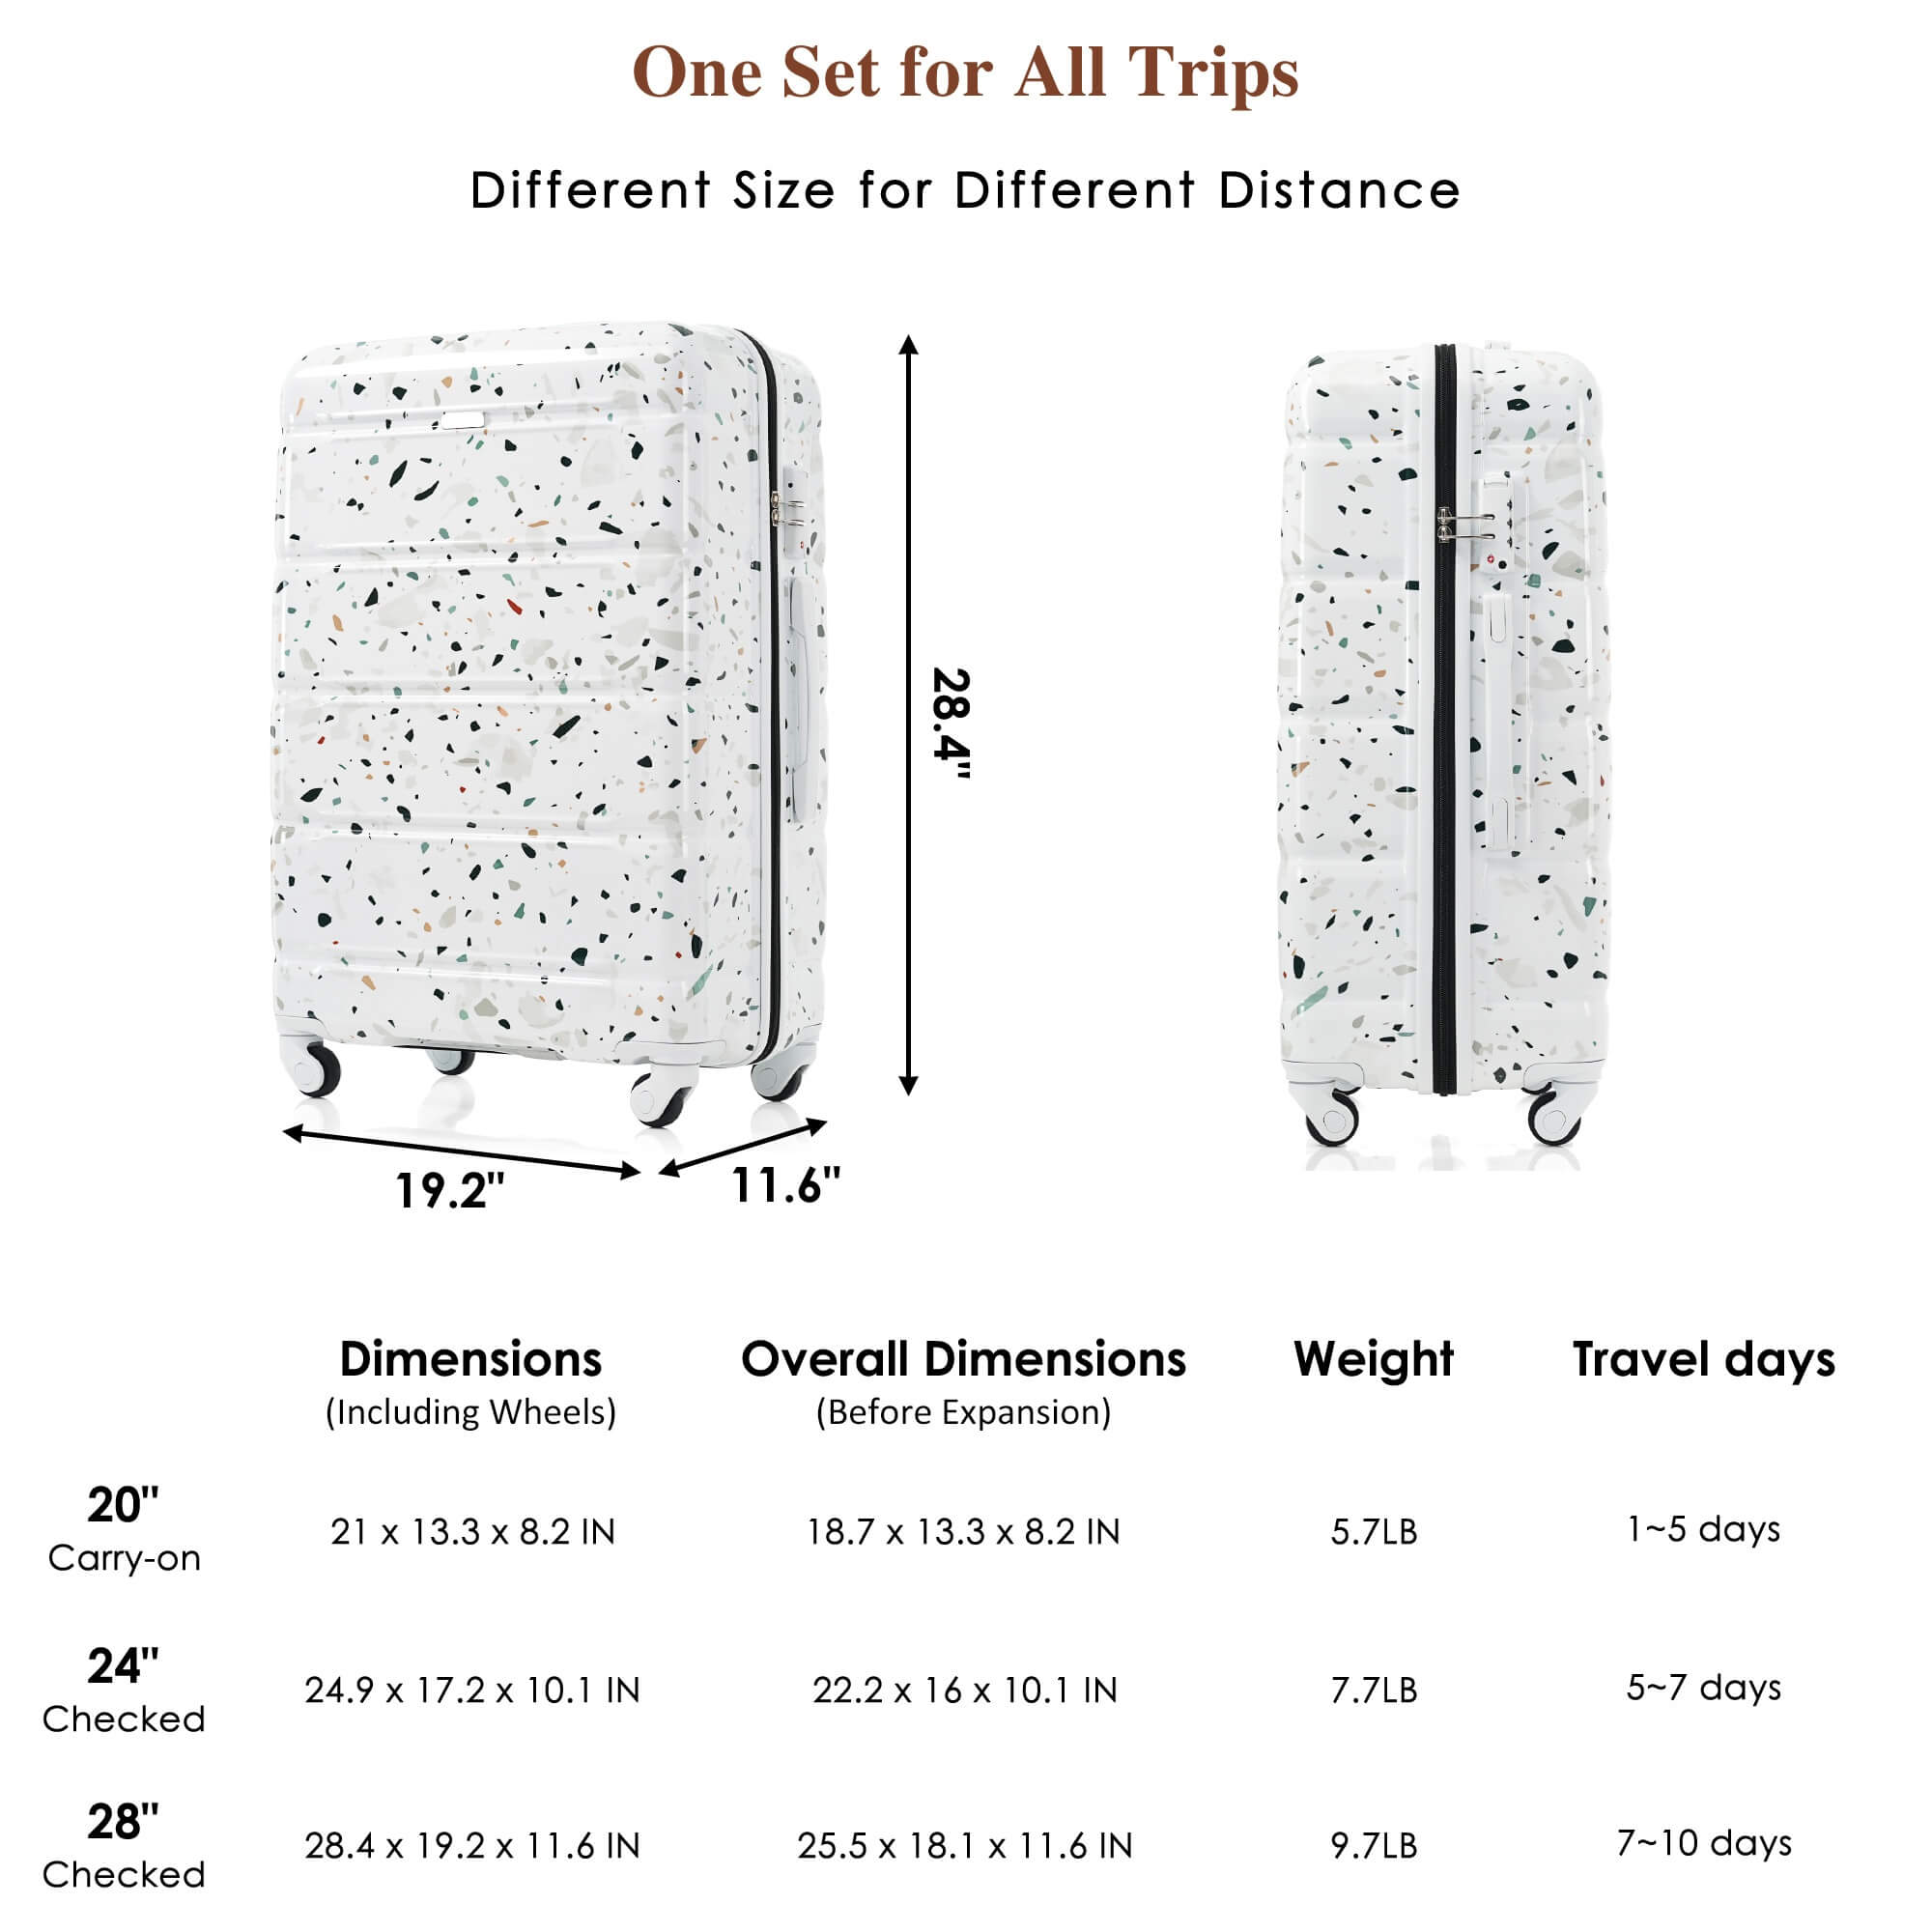 One Set for All Trips
Different Size for Different Distance
28.4"
19.2"
11.6"
Dimensions Overall Dimensions Weight Travel days
(Including Wheels) (Before Expansion)
20"
Carry-on
21 x 13.3 x 8.2 IN 18.7 x 13.3 x 8.2 IN 5.7LB 1~5 days
24"
Checked
24.9 x 17.2 x 10.1 IN 22.2 x 16 x 10.1 IN 7.7LB 5~7 days
28"
Checked
28.4 x 19.2 x 11.6 IN 25.5 x 18.1 x 11.6 IN 9.7LB 7~10 days